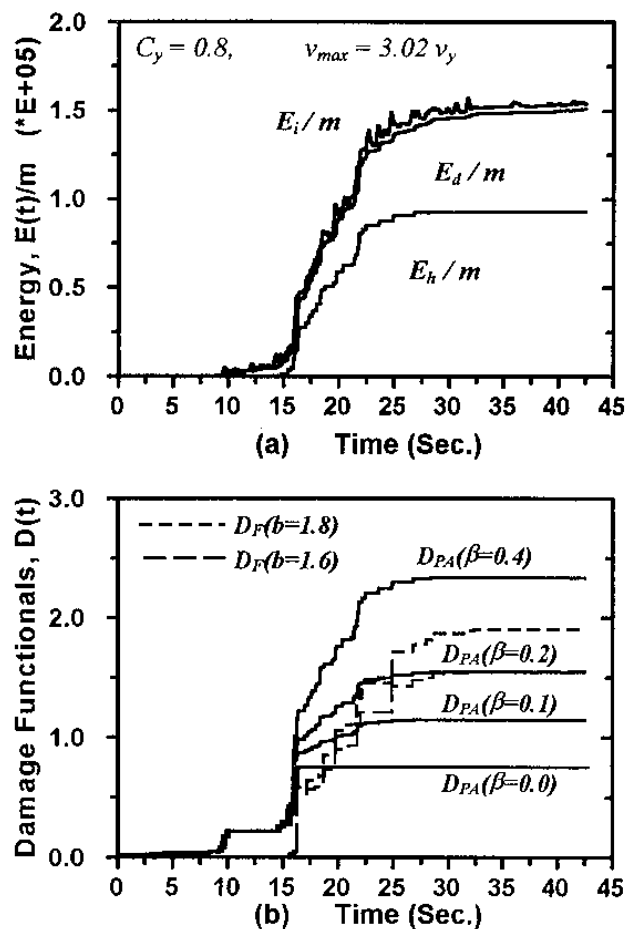 C_y = 0.8, v_max = 3.02 v_y
Energy, E(t)/m (*E+05)
2.0
1.5
1.0
0.5
0.0
E_i / m
E_d / m
E_h / m
0 5 10 15 20 25 30 35 40 45
(a) Time (Sec.)
Damage Functionals, D(t)
3.0
2.0
1.0
0.0
D_F(b=1.8)
D_F(b=1.6)
D_PA(β=0.4)
D_PA(β=0.2)
D_PA(β=0.1)
D_PA(β=0.0)
0 5 10 15 20 25 30 35 40 45
(b) Time (Sec.)